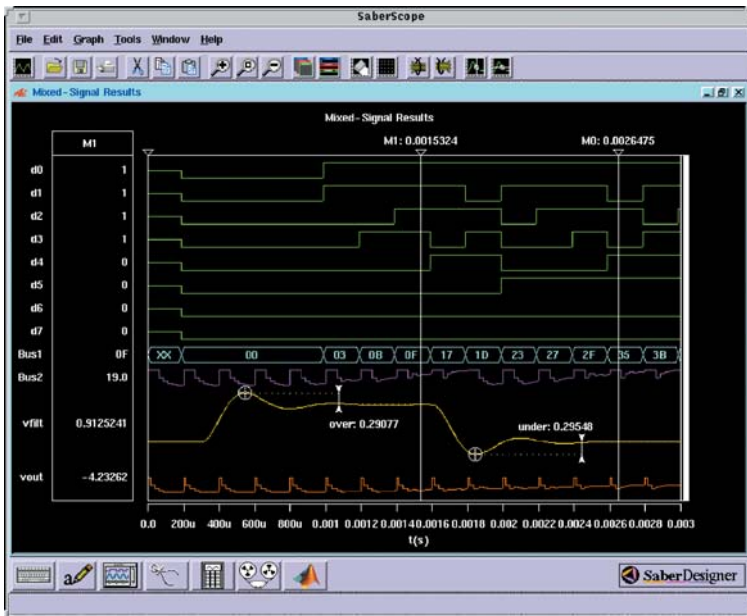 SaberScope
File Edit Graph Tools Window Help
Mixed-Signal Results
Mixed-Signal Results
M1
M1: 0.0015324 M0: 0.0026475
d0 1
d1 1
d2 1
d3 1
d4 0
d5 0
d6 0
d7 0
Bus1 0F XX 00 03 0B 0F 17 1D 23 27 2F 35 3B
Bus2 19.0
vfilt 0.9125241
over: 0.29077 under: 0.29548
vout -4.23262
0.0 200u 400u 600u 800u 0.001 0.0012 0.0014 0.0016 0.0018 0.002 0.0022 0.0024 0.0026 0.0028 0.003
t(s)
a
SaberDesigner